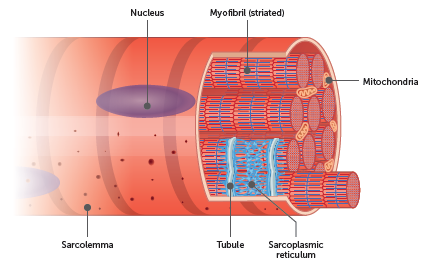 Nucleus
Myofibril (striated)
Mitochondria
Sarcolemma
Tubule
Sarcoplasmic
reticulum